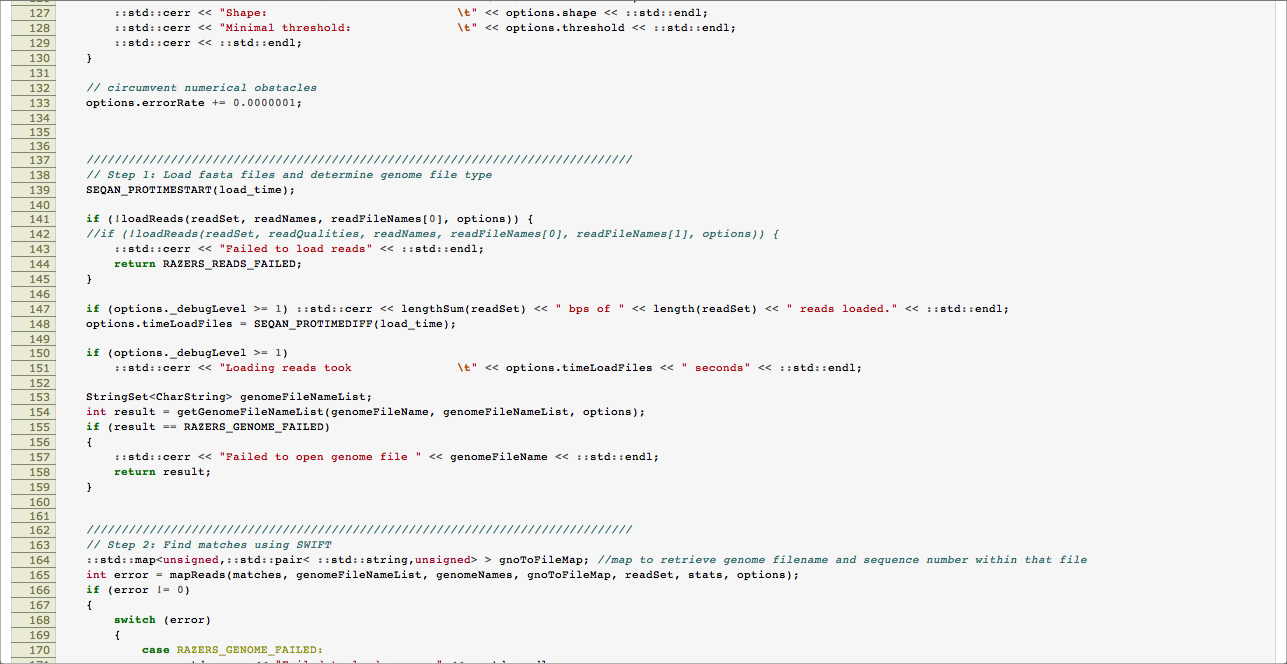 127 ::std::cerr << "Shape: \t" << options.shape << ::std::endl;
128 ::std::cerr << "Minimal threshold: \t" << options.threshold << ::std::endl;
129 ::std::cerr << ::std::endl;
130 }
131
132 // circumvent numerical obstacles
133 options.errorRate += 0.0000001;
134
135
136
137 //////////////////////////////////////////////////////////////////////////////
138 // Step 1: Load fasta files and determine genome file type
139 SEQAN_PROTIMESTART(load_time);
140
141 if (!loadReads(readSet, readNames, readFileNames[0], options)) {
142 //if (!loadReads(readSet, readQualities, readNames, readFileNames[0], readFileNames[1], options)) {
143 ::std::cerr << "Failed to load reads" << ::std::endl;
144 return RAZERS_READS_FAILED;
145 }
146
147 if (options._debugLevel >= 1) ::std::cerr << lengthSum(readSet) << " bps of " << length(readSet) << " reads loaded." << ::std::endl;
148 options.timeLoadFiles = SEQAN_PROTIMEDIFF(load_time);
149
150 if (options._debugLevel >= 1)
151 ::std::cerr << "Loading reads took \t" << options.timeLoadFiles << " seconds" << ::std::endl;
152
153 StringSet<CharString> genomeFileNameList;
154 int result = getGenomeFileNameList(genomeFileName, genomeFileNameList, options);
155 if (result == RAZERS_GENOME_FAILED)
156 {
157 ::std::cerr << "Failed to open genome file " << genomeFileName << ::std::endl;
158 return result;
159 }
160
161
162 //////////////////////////////////////////////////////////////////////////////
163 // Step 2: Find matches using SWIFT
164 ::std::map<unsigned,::std::pair< ::std::string,unsigned> > gnoToFileMap; //map to retrieve genome filename and sequence number within that file
165 int error = mapReads(matches, genomeFileNameList, genomeNames, gnoToFileMap, readSet, stats, options);
166 if (error != 0)
167 {
168 switch (error)
169 {
170 case RAZERS_GENOME_FAILED: